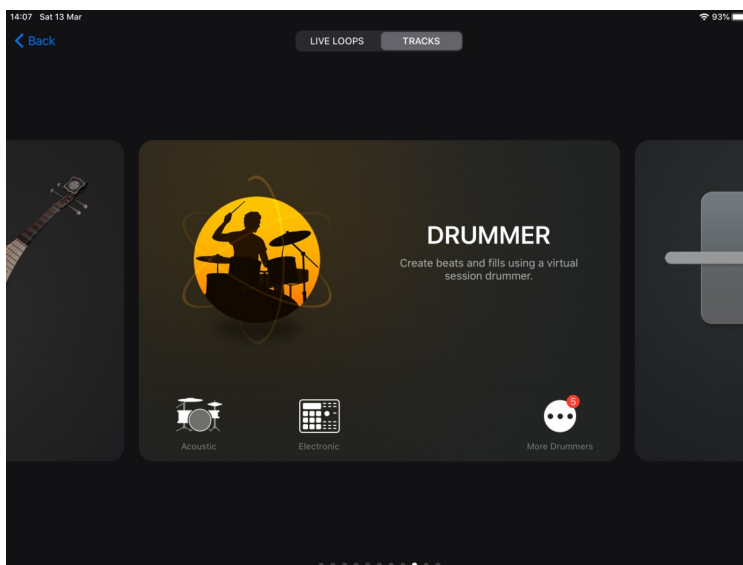 14:07 Sat 13 Mar
93%
Back
LIVE LOOPS
TRACKS
DRUMMER
Create beats and fills using a virtual
session drummer.
5
Acoustic
Electronic
More Drummers